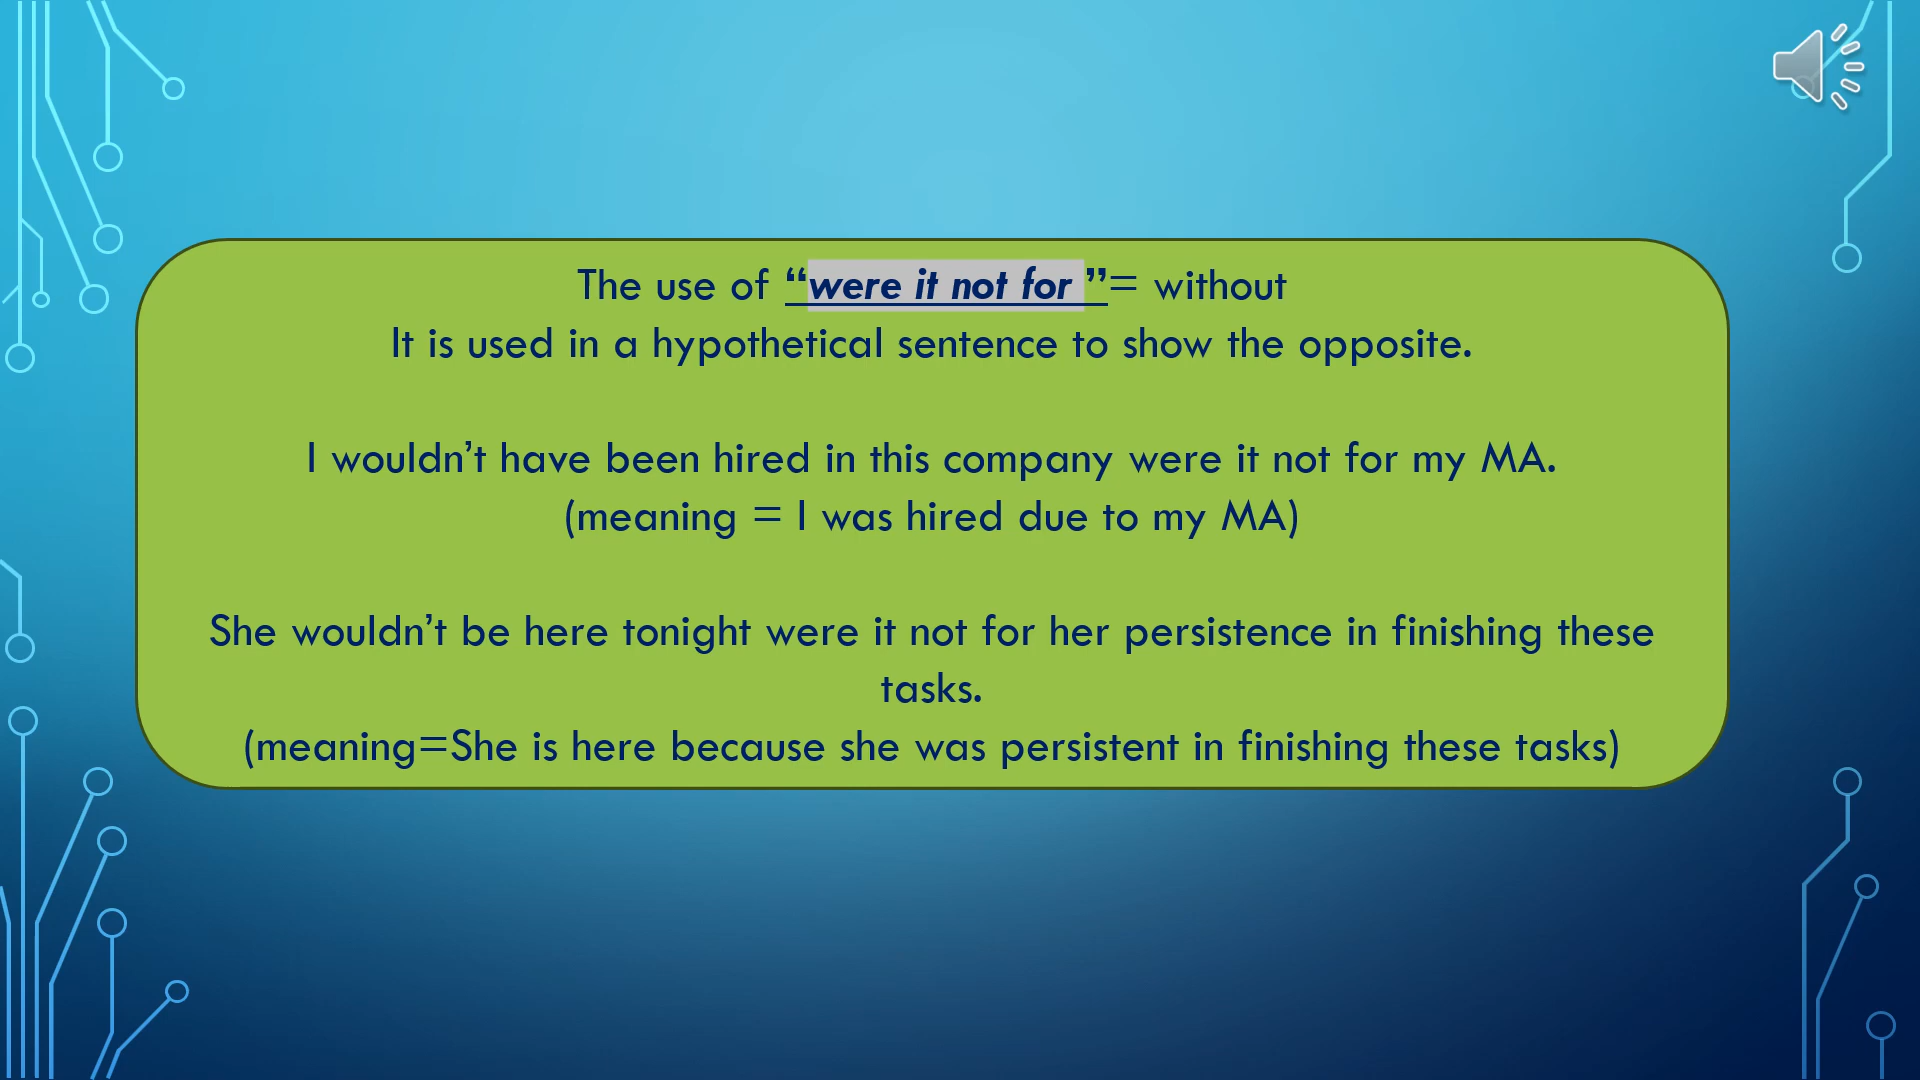 The use of “were it not for ”= without
It is used in a hypothetical sentence to show the opposite.
I wouldn’t have been hired in this company were it not for my MA.
(meaning = I was hired due to my MA)
She wouldn’t be here tonight were it not for her persistence in finishing these
tasks.
(meaning=She is here because she was persistent in finishing these tasks)